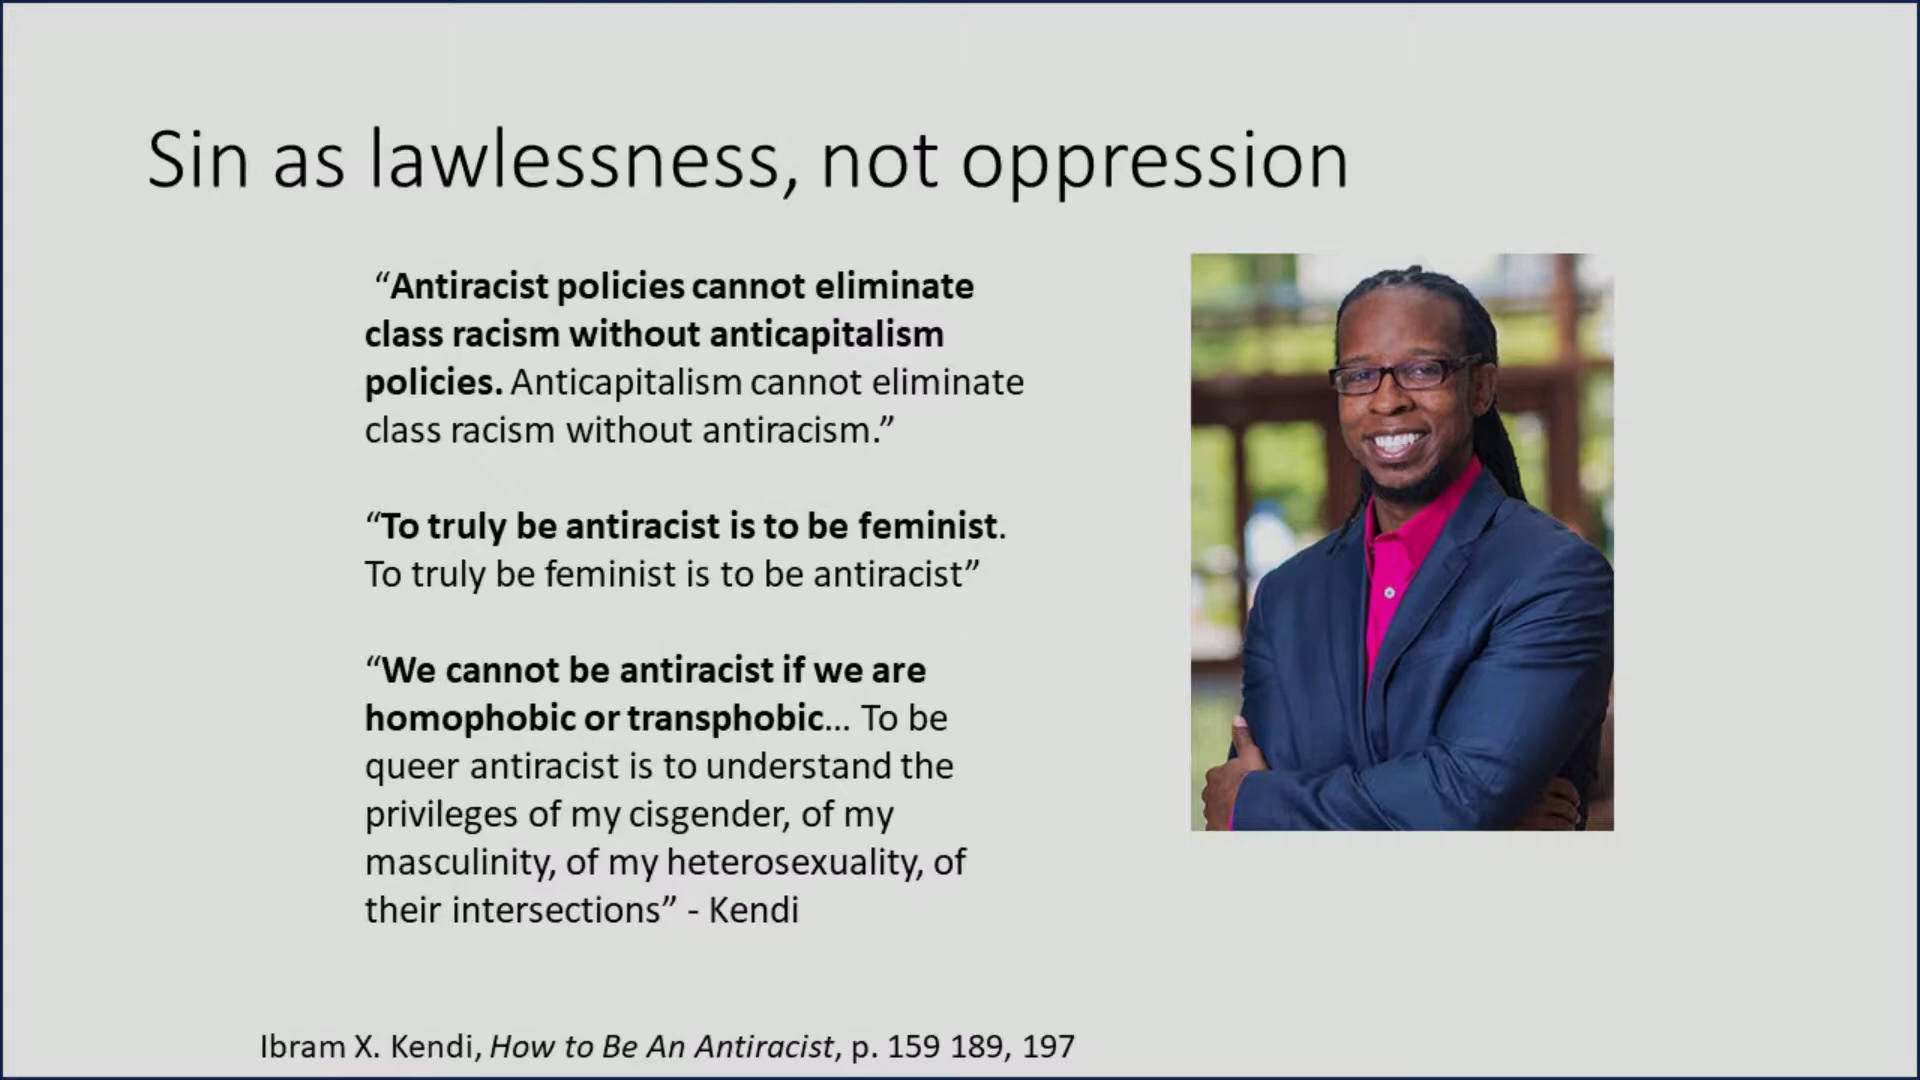 Sin as lawlessness, not oppression
“Antiracist policies cannot eliminate
class racism without anticapitalism
policies. Anticapitalism cannot eliminate
class racism without antiracism.”
“To truly be antiracist is to be feminist.
To truly be feminist is to be antiracist”
“We cannot be antiracist if we are
homophobic or transphobic... To be
queer antiracist is to understand the
privileges of my cisgender, of my
masculinity, of my heterosexuality, of
their intersections” - Kendi
Ibram X. Kendi, How to Be An Antiracist, p. 159 189, 197